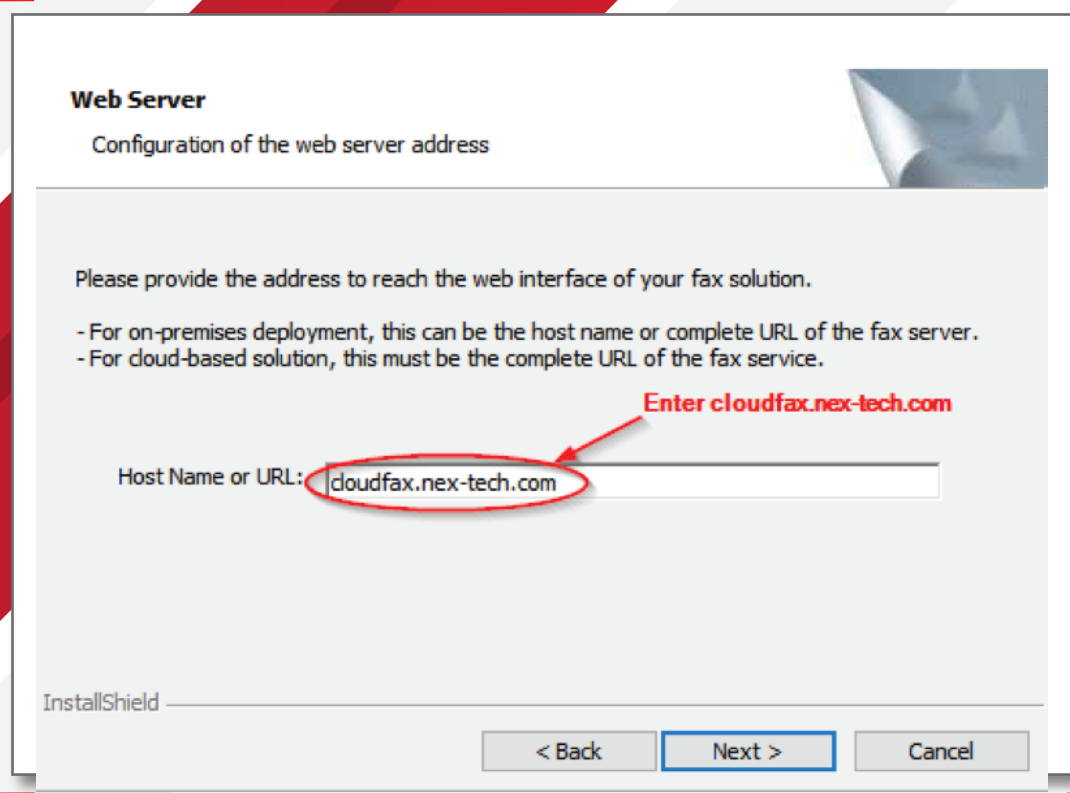 Web Server
Configuration of the web server address
Please provide the address to reach the web interface of your fax solution.
- For on-premises deployment, this can be the host name or complete URL of the fax server.
- For cloud-based solution, this must be the complete URL of the fax service.
Enter cloudfax.nex-tech.com
Host Name or URL: cloudfax.nex-tech.com
InstallShield
< Back Next > Cancel